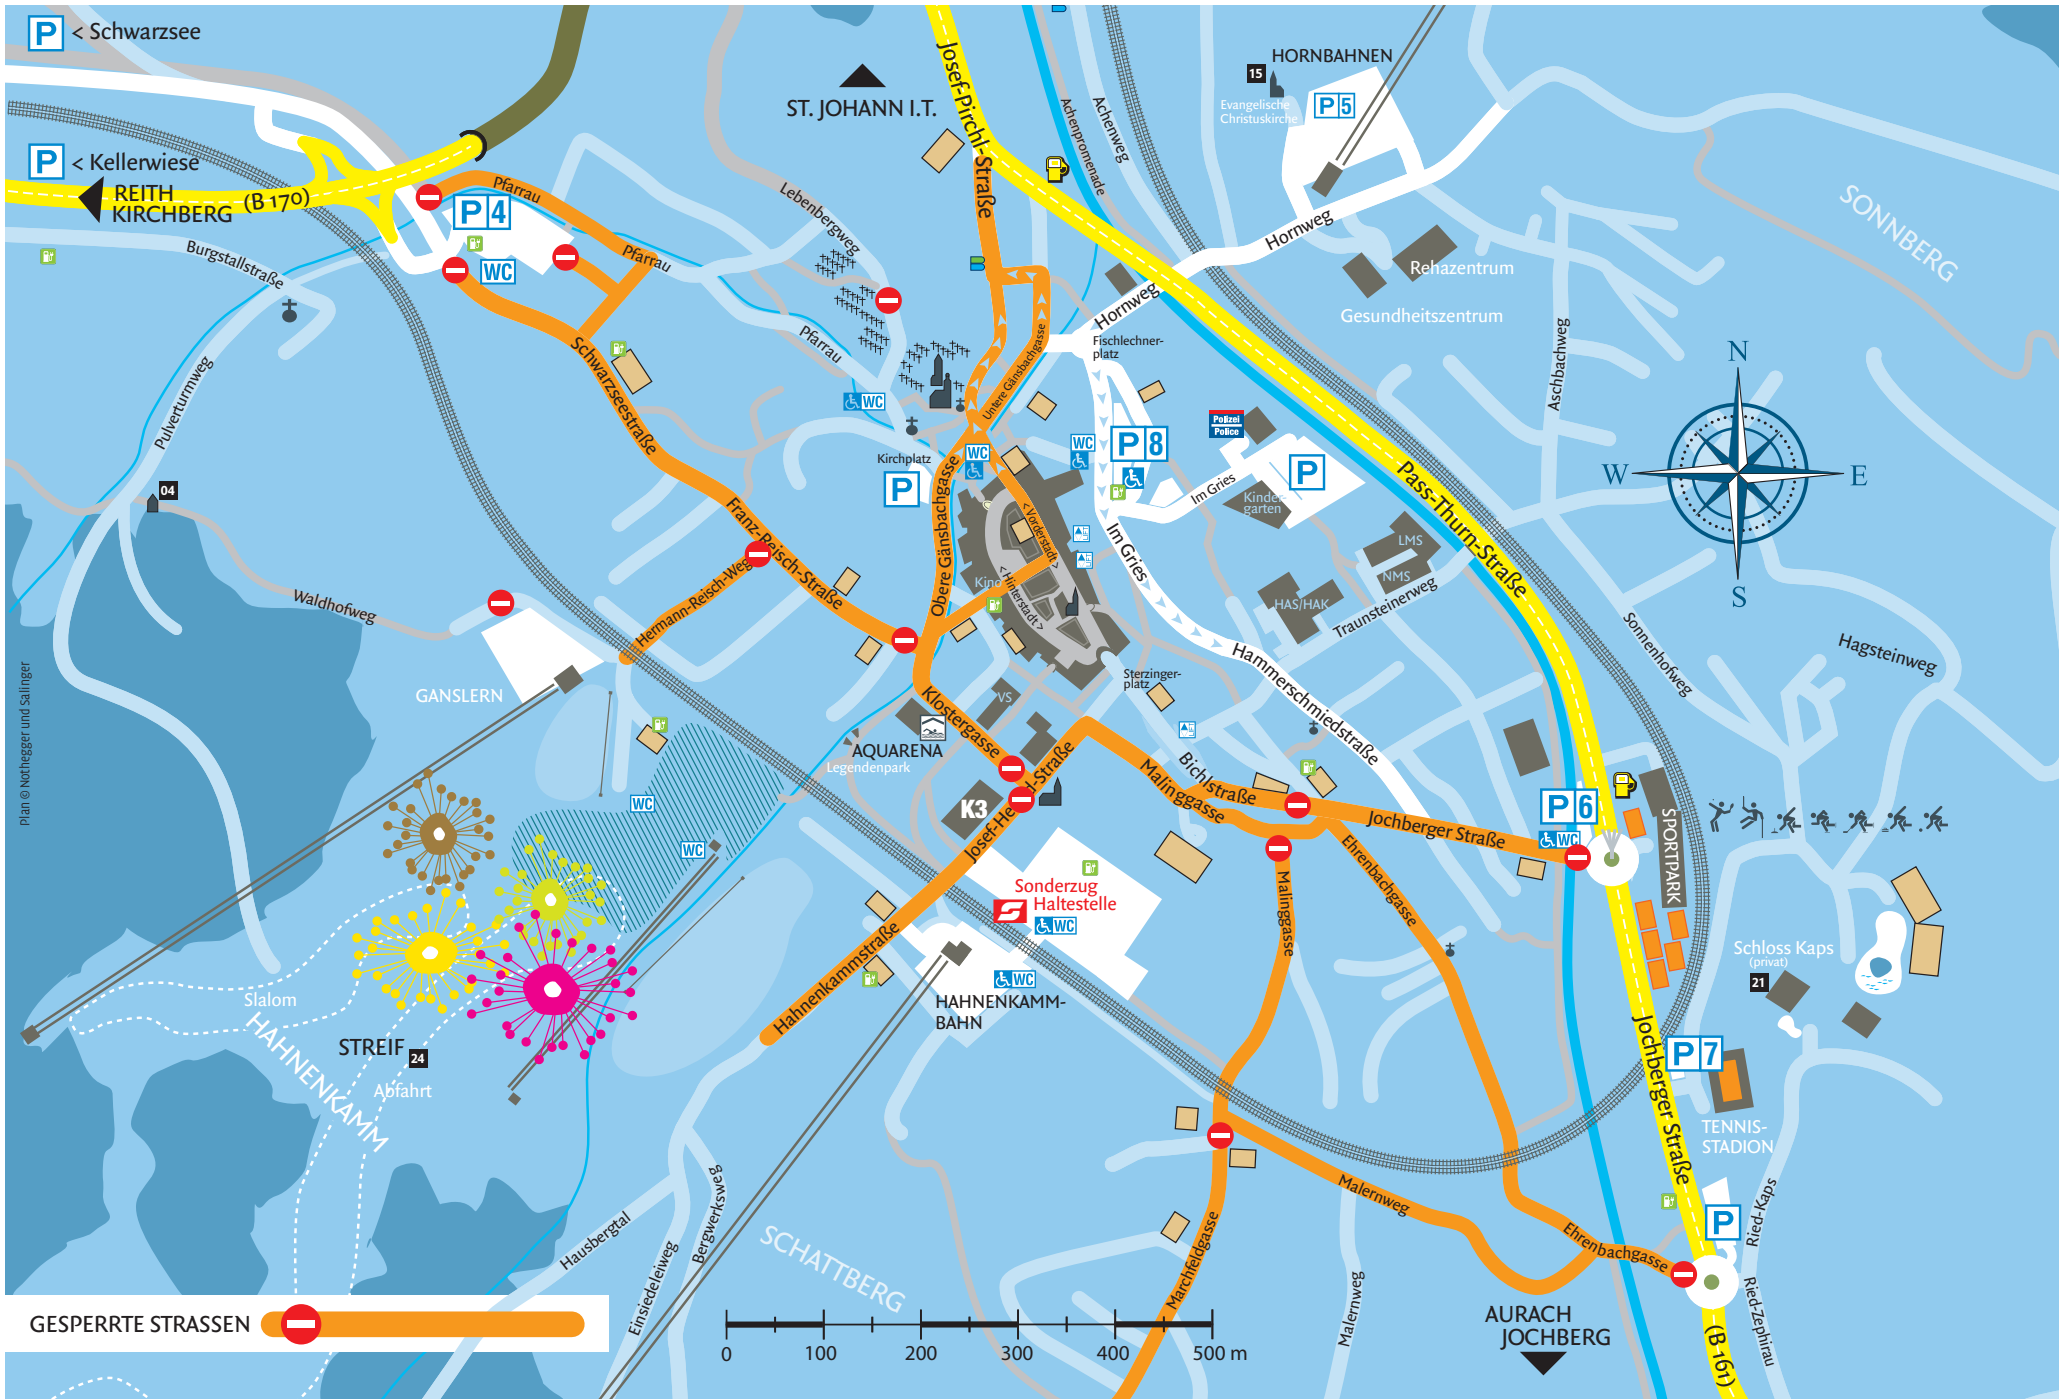 P < Schwarzsee
P < Kellerwiese
REITH
KIRCHBERG
(B 170)
Burgstallstraße
Pulverturmweg
P 4
WC
Pfarrau
Pfarrau
Pfarrau
Lebenbergweg
ST. JOHANN I.T.
Josef-Pirchl-Straße
Achenpromenade
Achenweg
HORNBAHNEN
15
Evangelische
Christuskirche
P 5
Hornweg
Hornweg
Rehazentrum
Gesundheitszentrum
SONNBERG
Aschbachweg
N
W
E
S
Fischlechner-
platz
Untere Gänsbachgasse
Schwarzseestraße
WC
Kirchplatz
P
WC
WC
P 8
Polizei
Police
P
Im Gries
Kinder-
garten
Im Gries
Pass-Thurn-Straße
LMS
NMS
HAS/HAK
Traunsteinerweg
Sonnenhofweg
Hagsteinweg
04
Waldhofweg
Franz-Reisch-Straße
Hermann-Reisch-Weg
Obere Gänsbachgasse
< Vorderstadt >
< Hinterstadt >
Kino
GANSLERN
Plan © Nothegger und Salinger
Klostergasse
VS
AQUARENA
Legendenpark
Sterzinger-
platz
Hammerschmiedstraße
Bichlstraße
Malinggasse
K3
Josef-He d-Straße
Jochberger Straße
P 6
WC
SPORTPARK
WC
WC
Ehrenbachgasse
Malinggasse
Sonderzug
Haltestelle
WC
Hahnenkammstraße
WC
HAHNENKAMM-
BAHN
Schloss Kaps
(privat)
21
Slalom
HAHNENKAMM
STREIF
24
Abfahrt
Jochberger Straße
P 7
TENNIS-
STADION
P
Ried-Kaps
Ried-Zephirau
Malernweg
Ehrenbachgasse
Marchfeldgasse
Malernweg
Hausbergtal
Einsiedeleiweg
Bergwerksweg
SCHATTBERG
GESPERRTE STRASSEN
0 100 200 300 400 500 m
AURACH
JOCHBERG
(B 161)